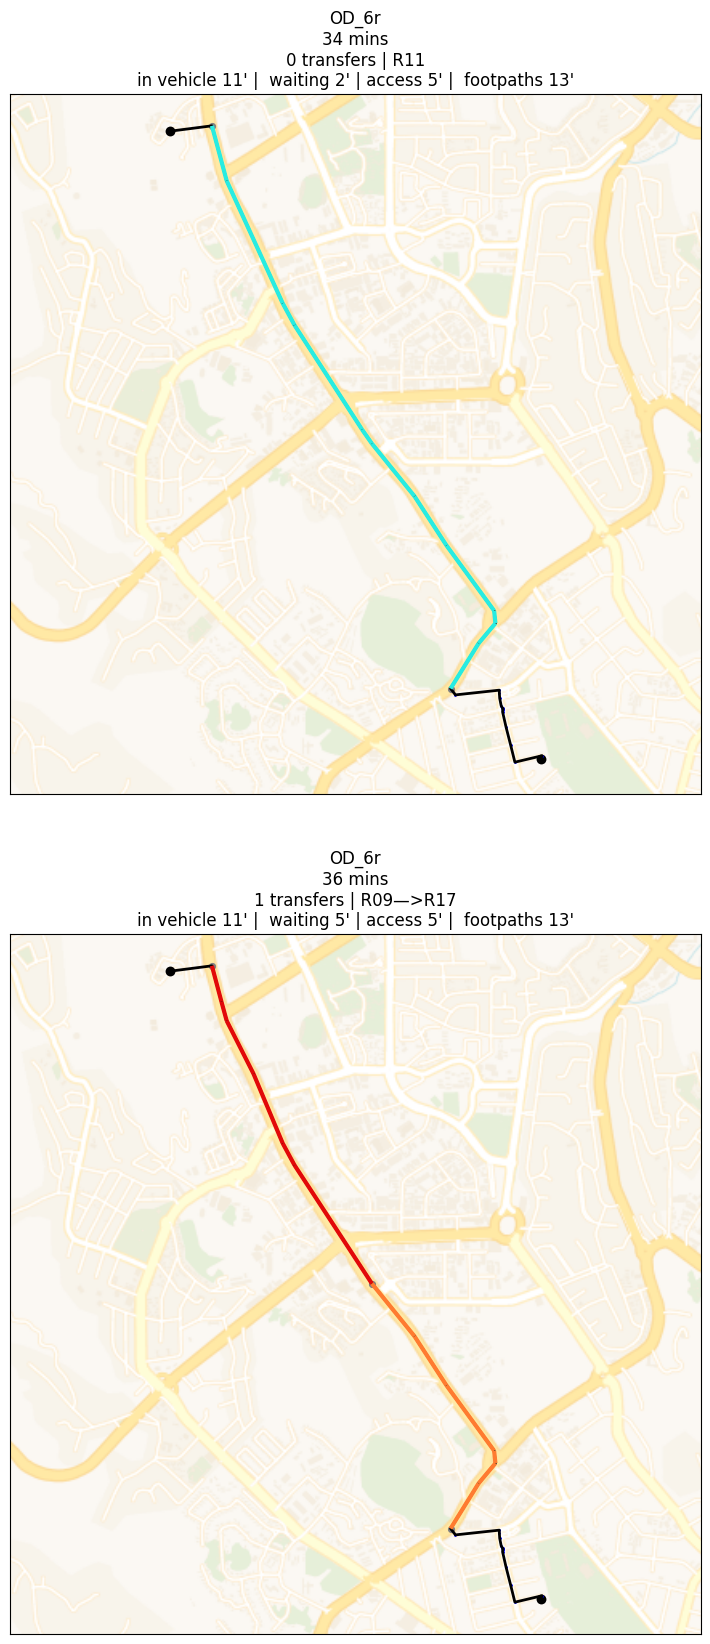 OD_6r
34 mins
0 transfers | R11
in vehicle 11' |  waiting 2' | access 5' |  footpaths 13'
OD_6r
36 mins
1 transfers | R09—>R17
in vehicle 11' |  waiting 5' | access 5' |  footpaths 13'